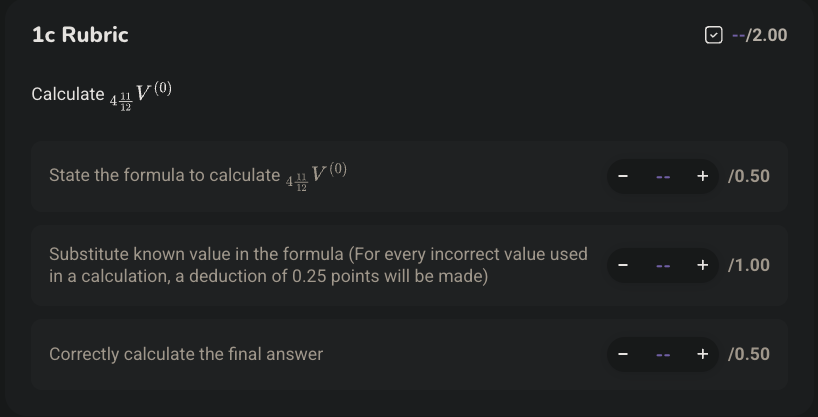 1c Rubric
--/2.00
Calculate $_{4\frac{11}{12}}V^{(0)}$
State the formula to calculate $_{4\frac{11}{12}}V^{(0)}$
− -- + /0.50
Substitute known value in the formula (For every incorrect value used
in a calculation, a deduction of 0.25 points will be made)
− -- + /1.00
Correctly calculate the final answer
− -- + /0.50